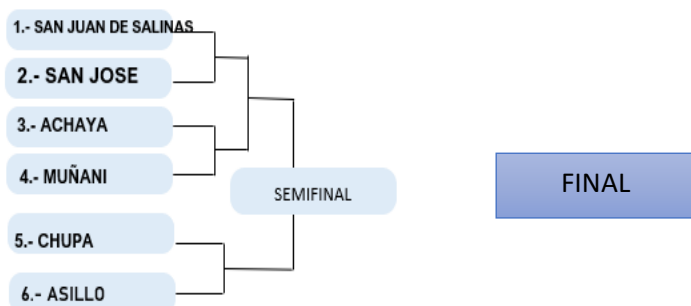 1.- SAN JUAN DE SALINAS
2.- SAN JOSE
3.- ACHAYA
4.- MUÑANI
SEMIFINAL
FINAL
5.- CHUPA
6.- ASILLO